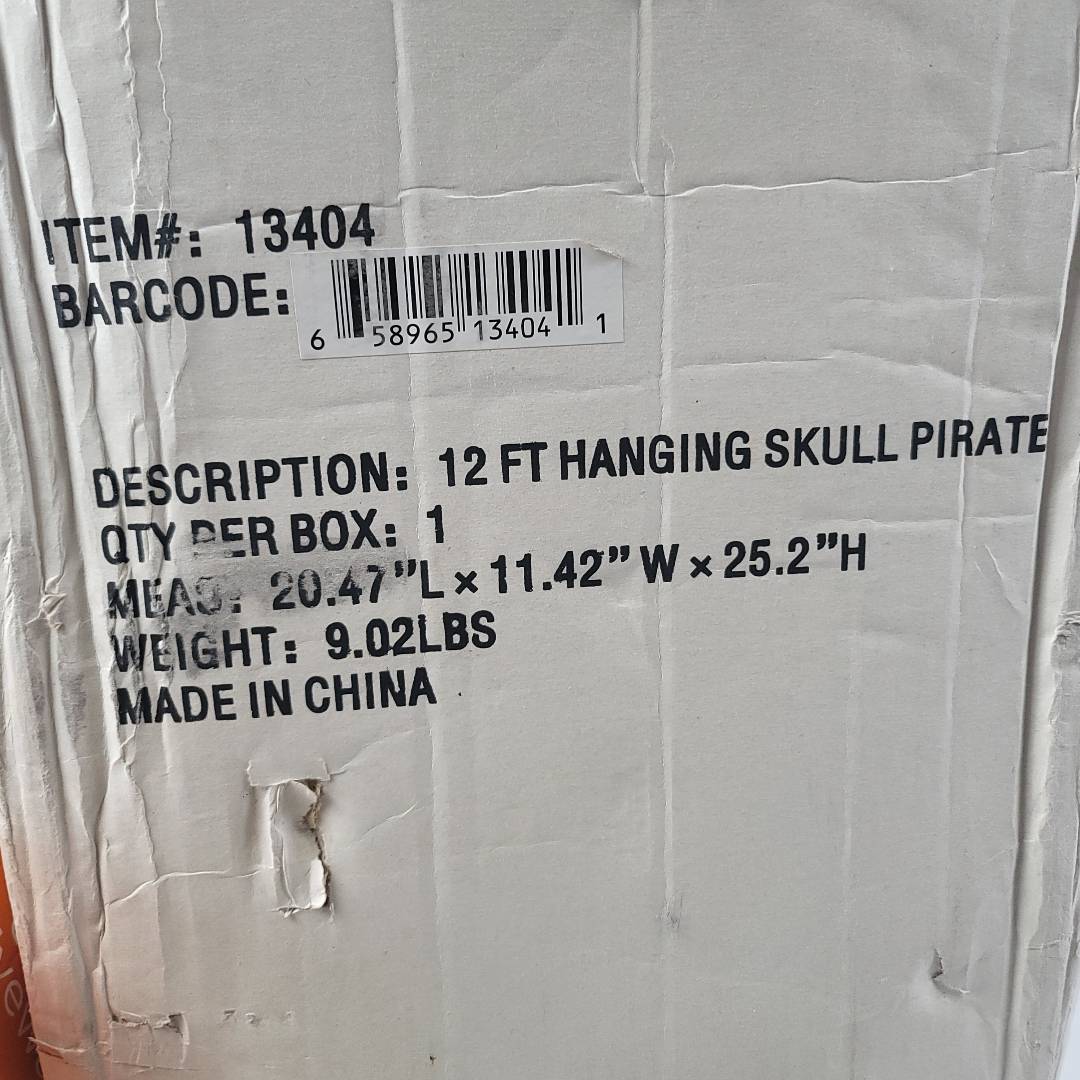 ITEM#: 13404
BARCODE:
6 58965 13404 1
DESCRIPTION: 12 FT HANGING SKULL PIRATE
QTY PER BOX: 1
MEAS: 20.47"L × 11.42" W × 25.2"H
WEIGHT: 9.02LBS
MADE IN CHINA